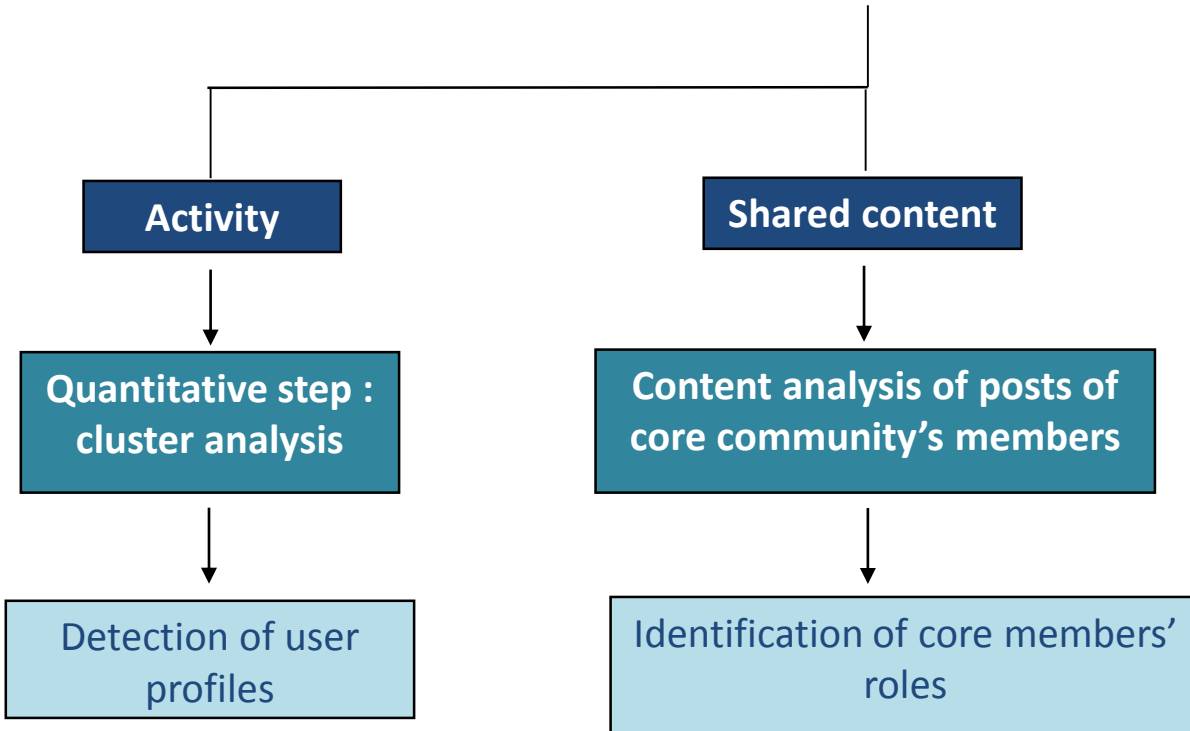 Activity
Shared content
Quantitative step :
cluster analysis
Content analysis of posts of
core community’s members
Detection of user
profiles
Identification of core members’
roles